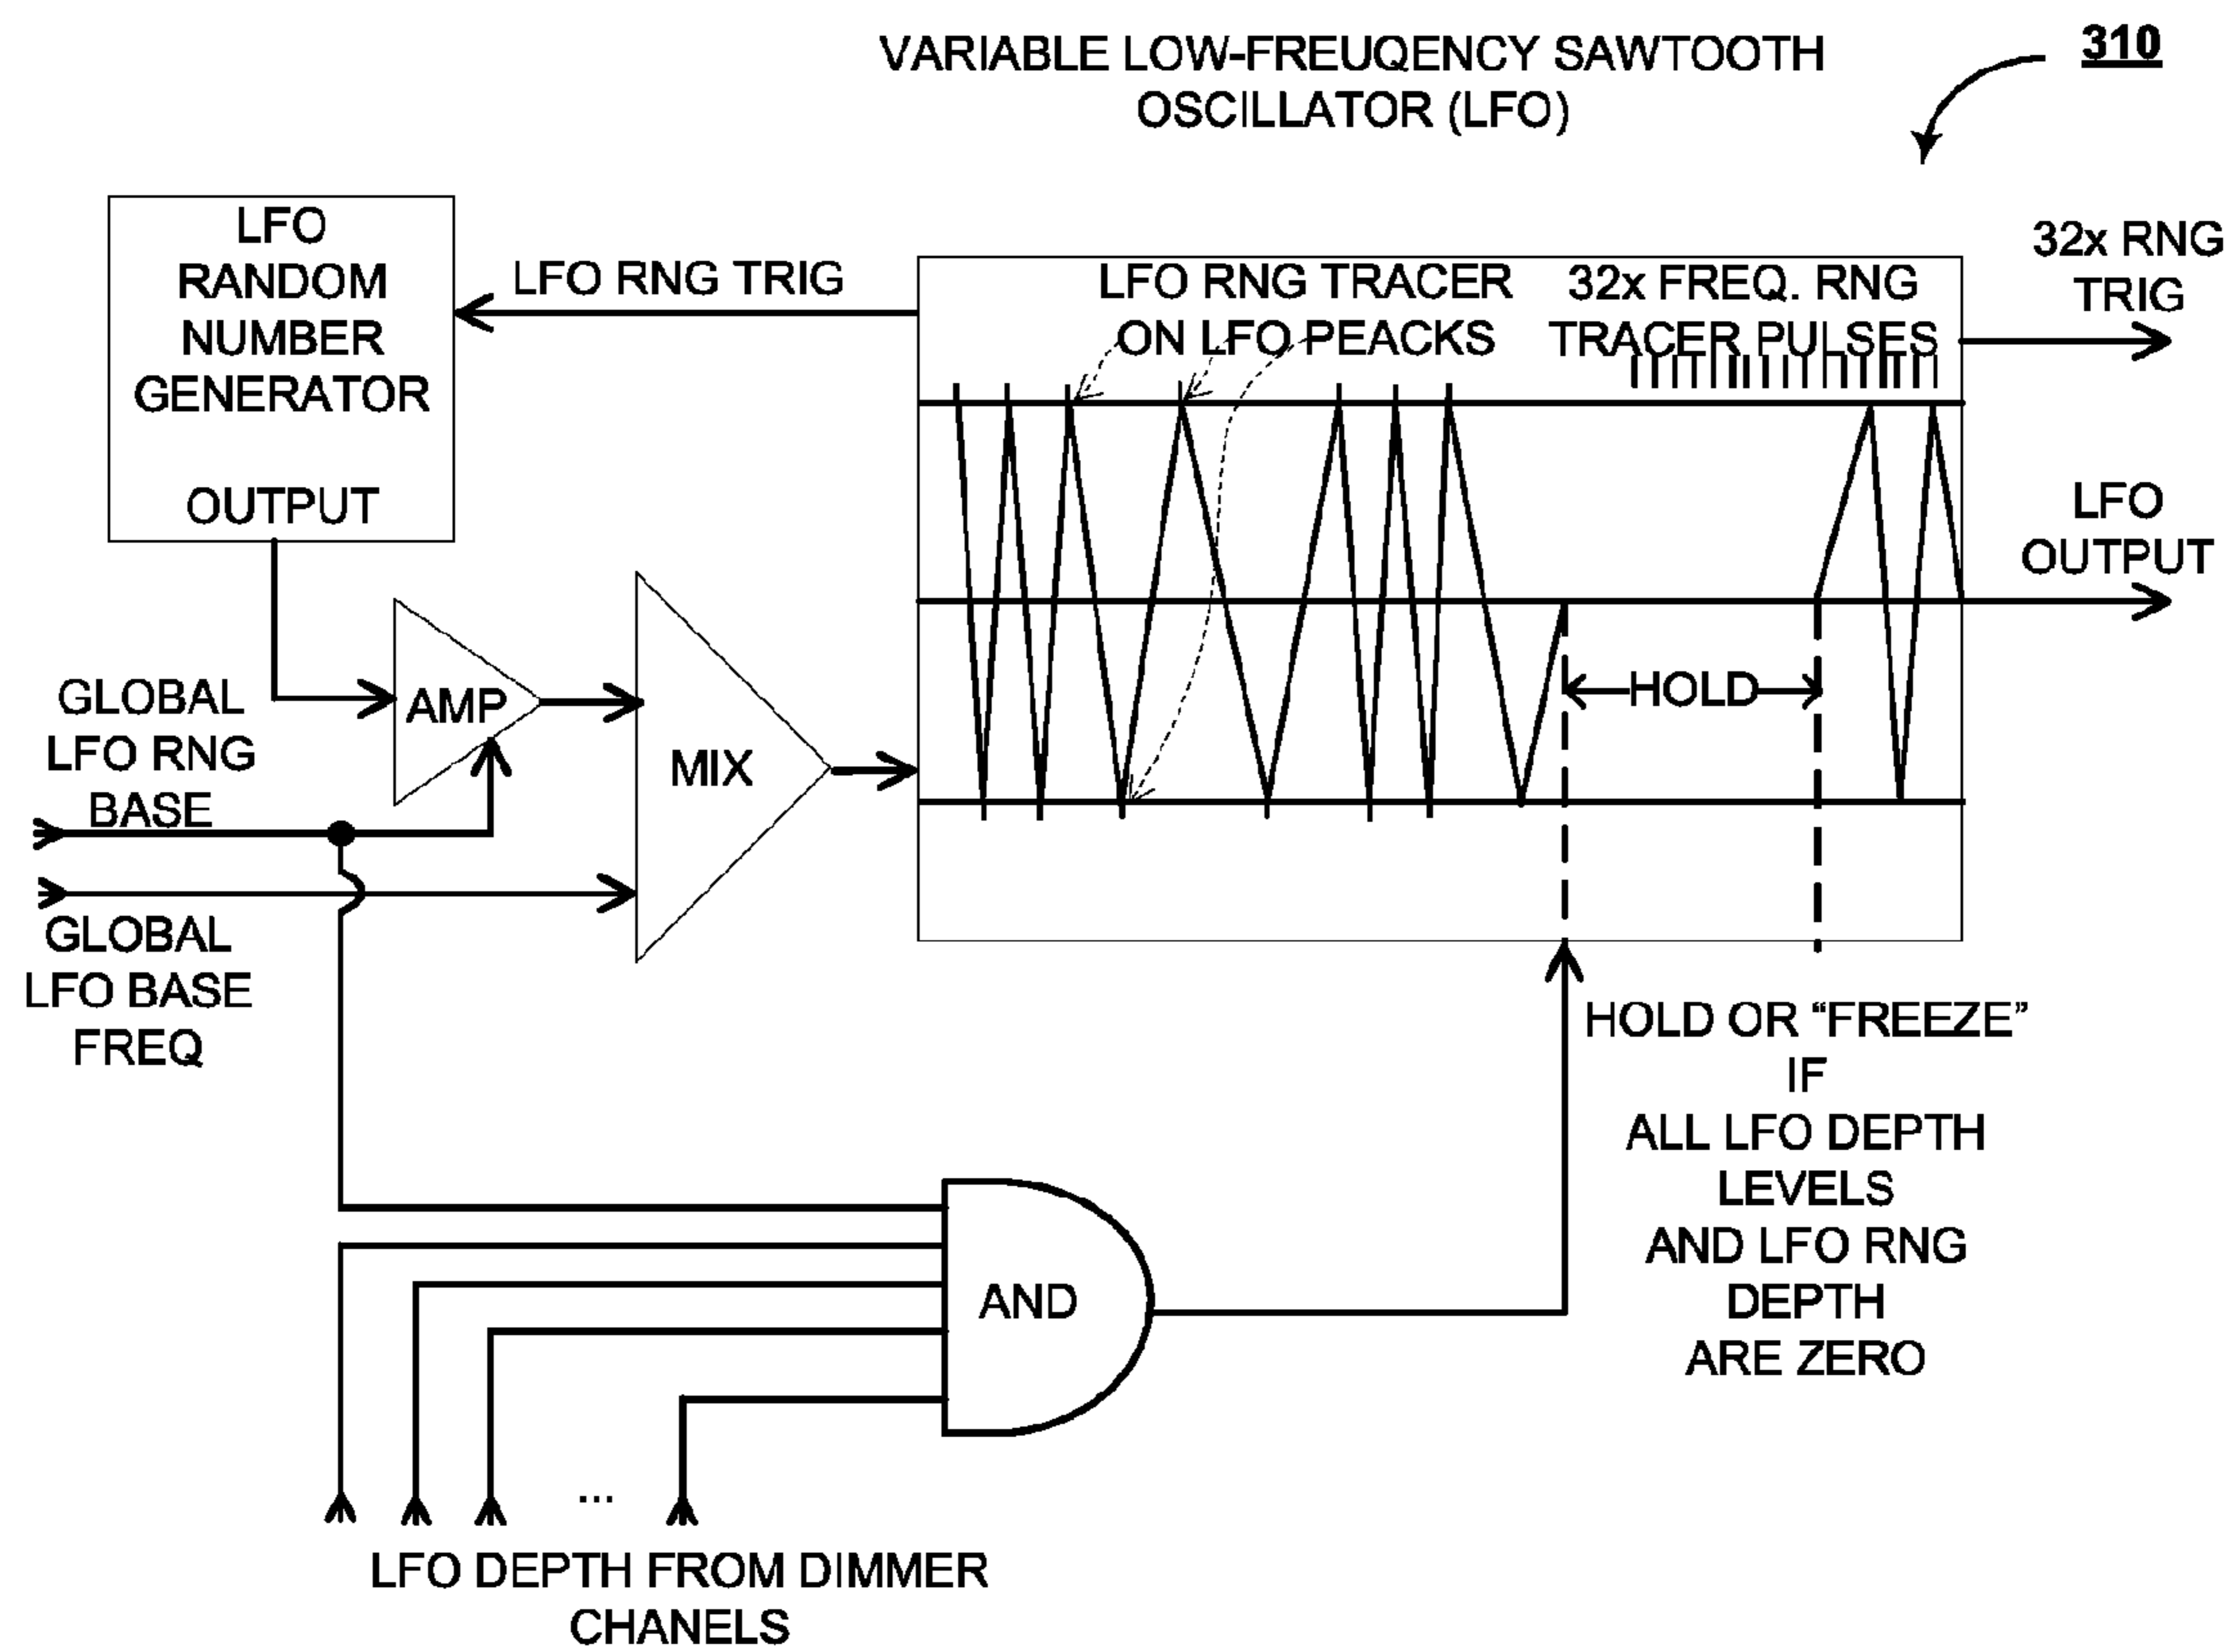 VARIABLE LOW-FREUQENCY SAWTOOTH
OSCILLATOR (LFO)
310
LFO
RANDOM
NUMBER
GENERATOR
OUTPUT
LFO RNG TRIG
LFO RNG TRACER
ON LFO PEACKS
32x FREQ. RNG
TRACER PULSES
32x RNG
TRIG
LFO
OUTPUT
GLOBAL
LFO RNG
BASE
AMP
MIX
HOLD
GLOBAL
LFO BASE
FREQ
HOLD OR “FREEZE”
IF
ALL LFO DEPTH
LEVELS
AND LFO RNG
DEPTH
ARE ZERO
AND
...
LFO DEPTH FROM DIMMER
CHANELS